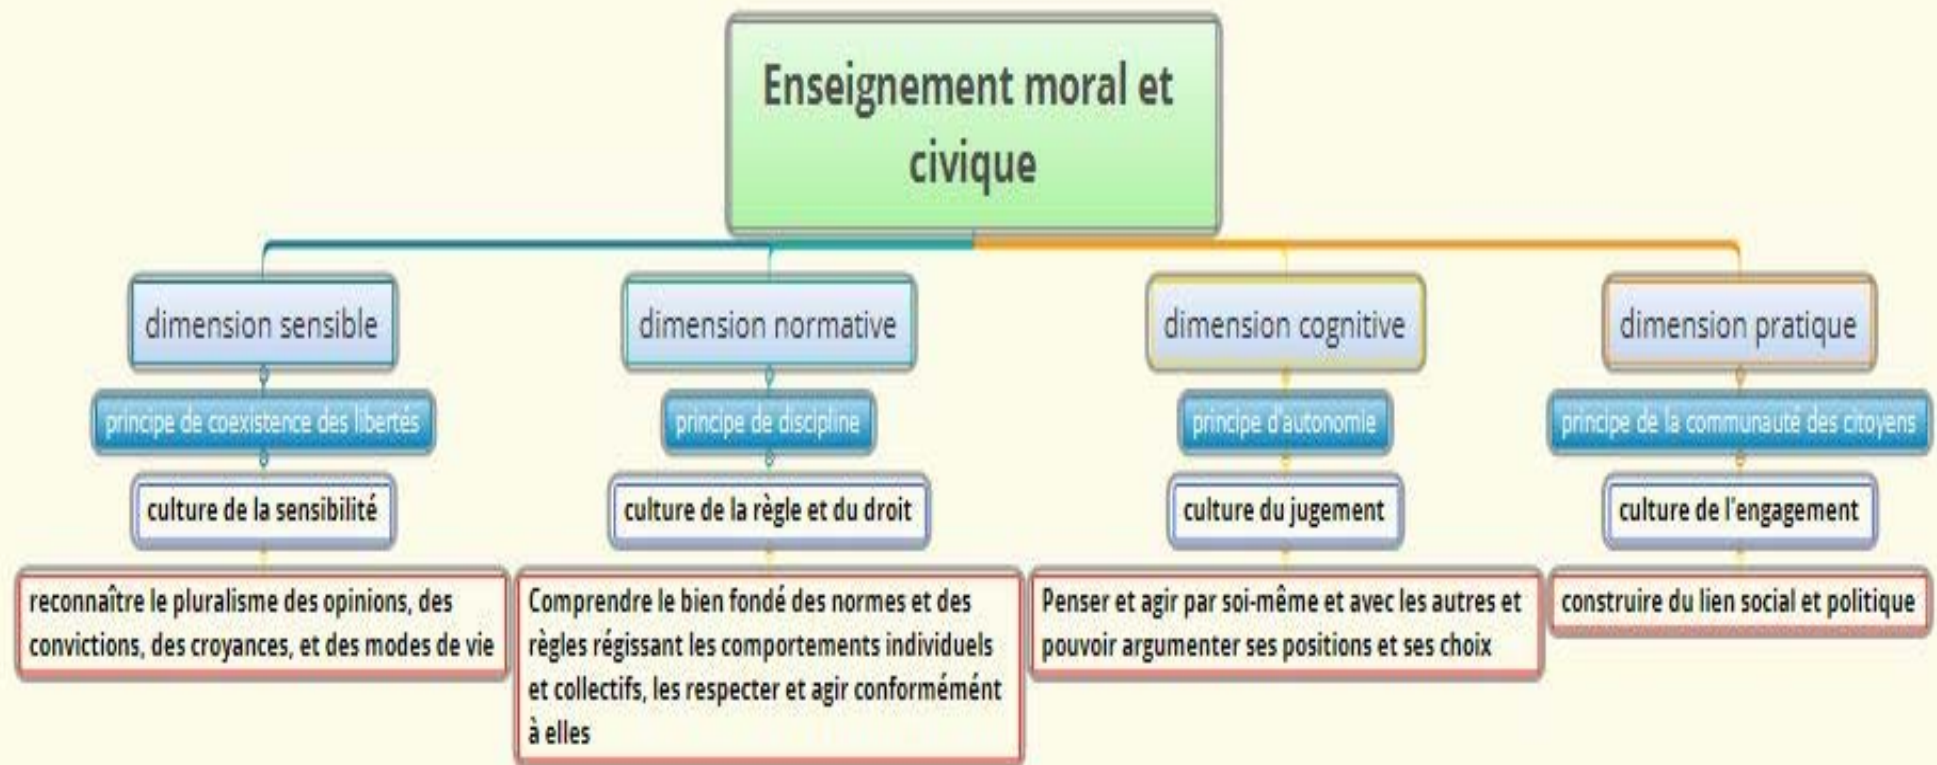 Enseignement moral et
civique
dimension sensible
dimension normative
dimension cognitive
dimension pratique
principe de coexistence des libertés
principe de discipline
principe d'autonomie
principe de la communauté des citoyens
culture de la sensibilité
culture de la règle et du droit
culture du jugement
culture de l'engagement
reconnaître le pluralisme des opinions, des
convictions, des croyances, et des modes de vie
Comprendre le bien fondé des normes et des
règles régissant les comportements individuels
et collectifs, les respecter et agir conformémént
à elles
Penser et agir par soi-même et avec les autres et
pouvoir argumenter ses positions et ses choix
construire du lien social et politique